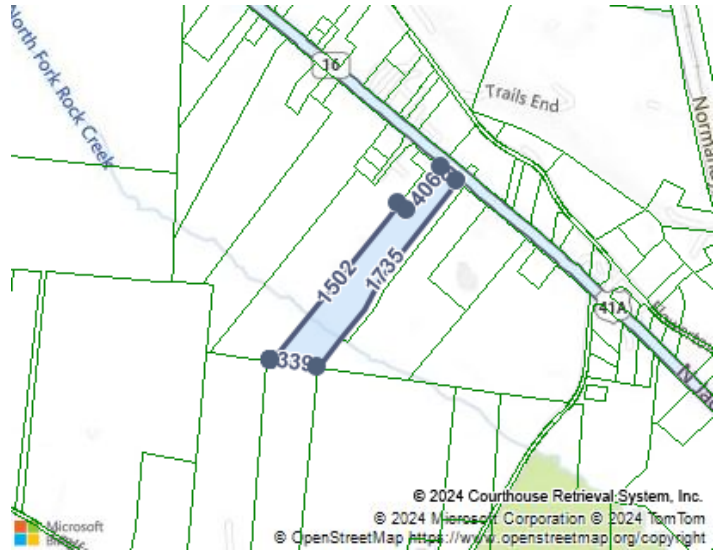 North Fork Rock Creek
16
Trails End
406
1502
1735
339
41A
© 2024 Courthouse Retrieval System, Inc.
© 2024 Microsoft Corporation © 2024 TomTom
© OpenStreetMap https://www.openstreetmap.org/copyright
Microsoft